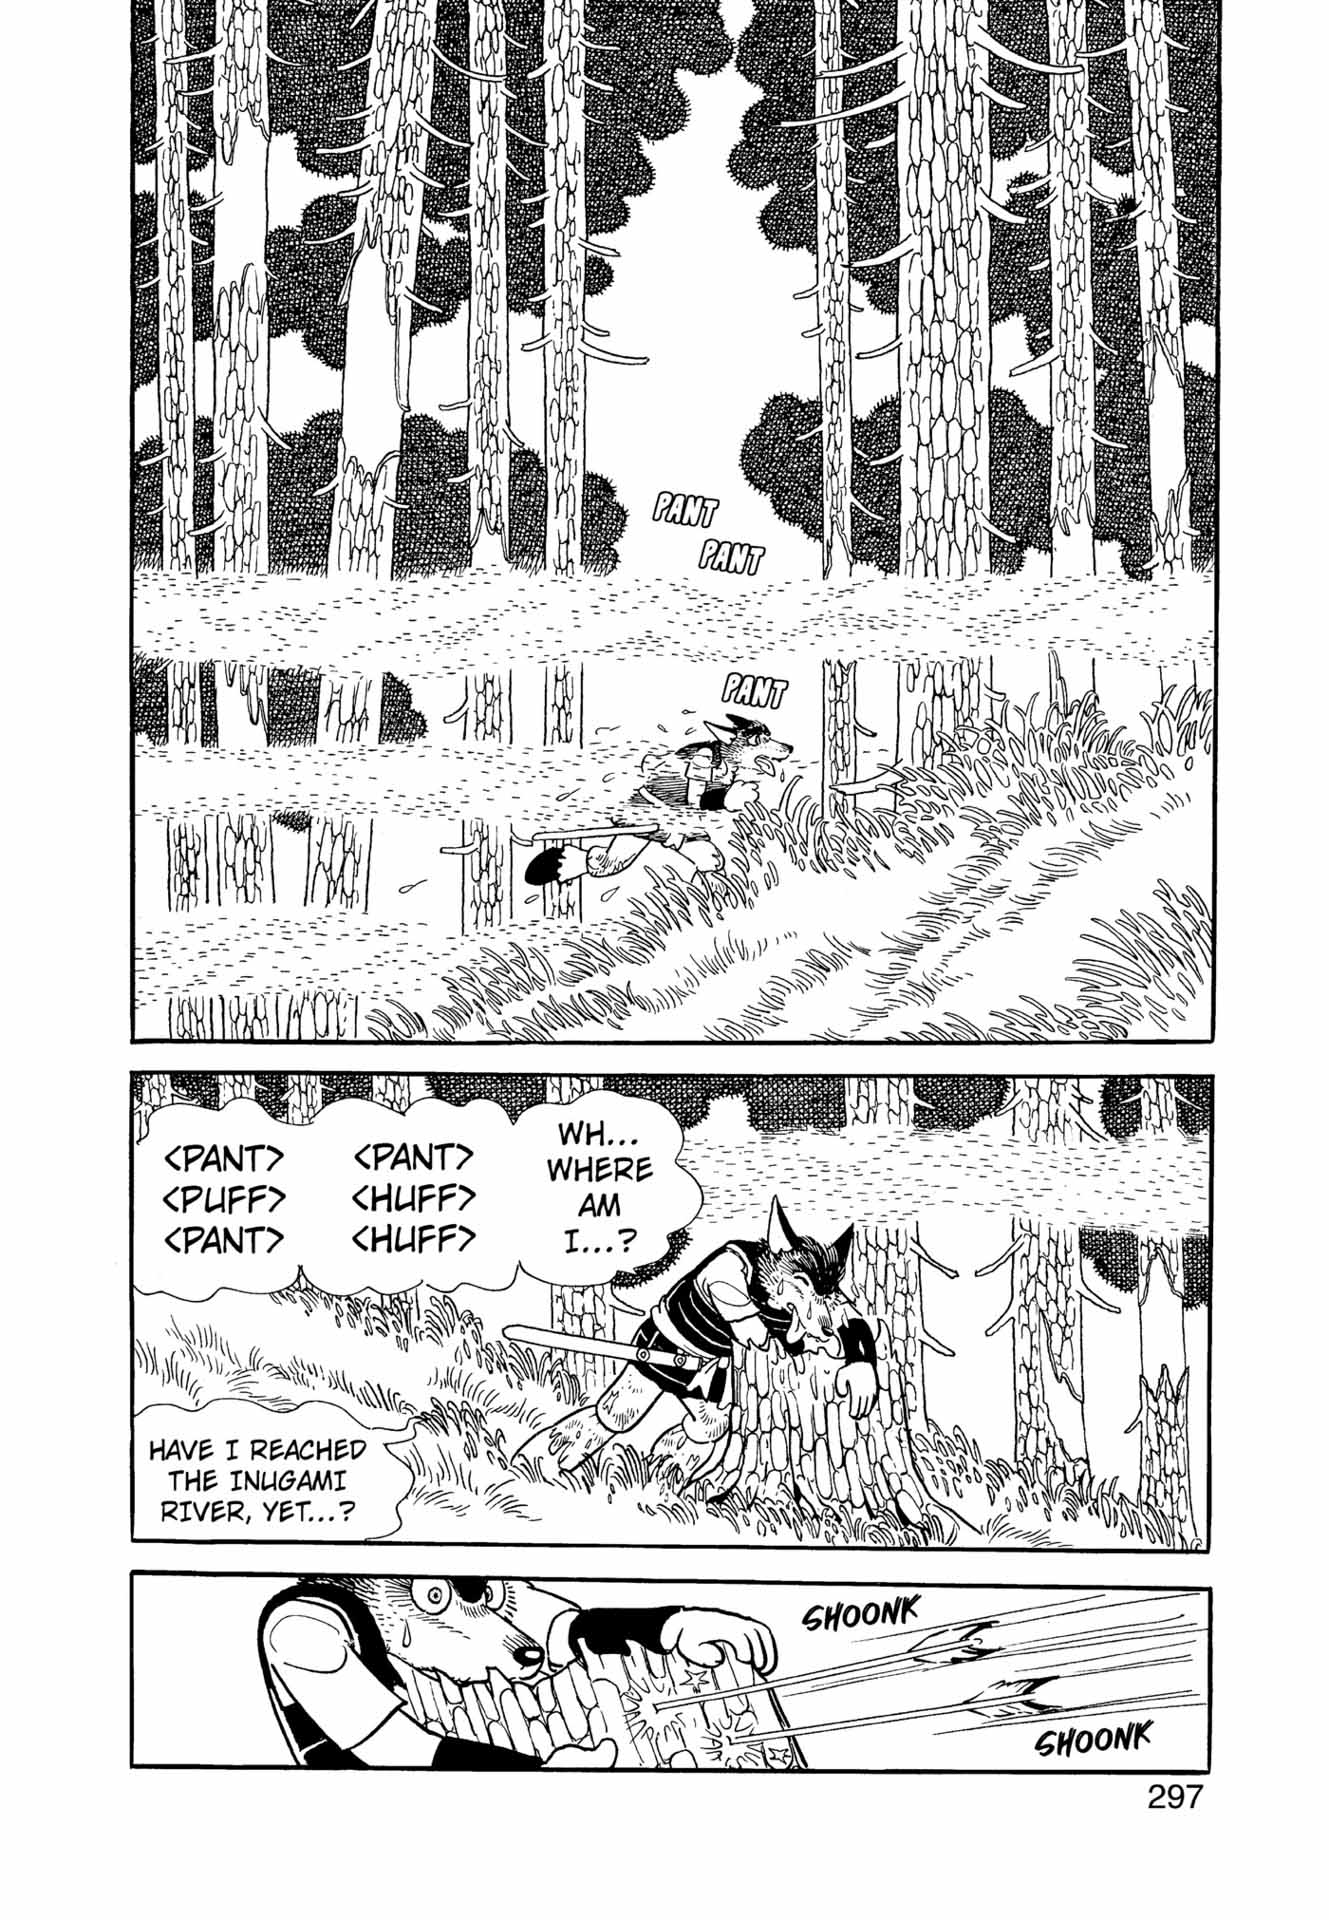 PANT
PANT
PANT
<PANT>
<PUFF>
<PANT>
<PANT>
<HUFF>
<HUFF>
WH...
WHERE
AM
I...?
HAVE I REACHED
THE INUGAMI
RIVER, YET...?
SHOONK
SHOONK
297